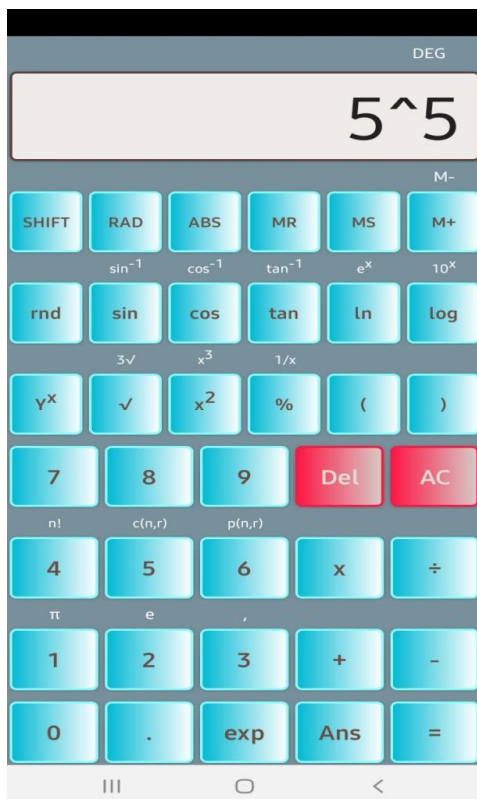 DEG
5^5
M-
SHIFT RAD ABS MR MS M+
sin⁻¹ cos⁻¹ tan⁻¹ eˣ 10ˣ
rnd sin cos tan ln log
3√ x³ 1/x
Yˣ √ x² % ( )
7 8 9 Del AC
n! c(n,r) p(n,r)
4 5 6 x ÷
π e ,
1 2 3 + -
0 . exp Ans =